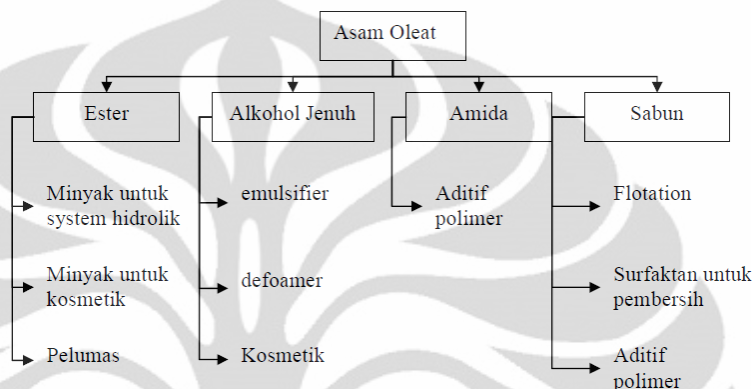 Asam Oleat
Ester
Alkohol Jenuh
Amida
Sabun
Minyak untuk
system hidrolik
Minyak untuk
kosmetik
Pelumas
emulsifier
defoamer
Kosmetik
Aditif
polimer
Flotation
Surfaktan untuk
pembersih
Aditif
polimer